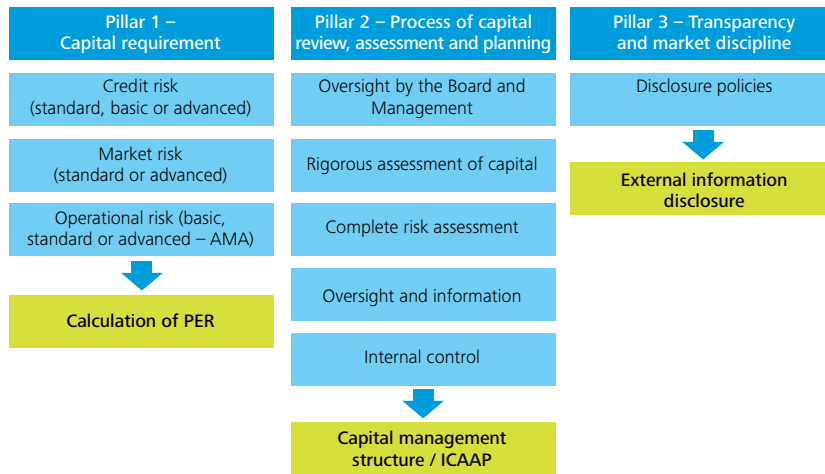 Pillar 1 –
Capital requirement
Credit risk
(standard, basic or advanced)
Market risk
(standard or advanced)
Operational risk (basic,
standard or advanced – AMA)
Calculation of PER
Pillar 2 – Process of capital
review, assessment and planning
Oversight by the Board and
Management
Rigorous assessment of capital
Complete risk assessment
Oversight and information
Internal control
Capital management
structure / ICAAP
Pillar 3 – Transparency
and market discipline
Disclosure policies
External information
disclosure